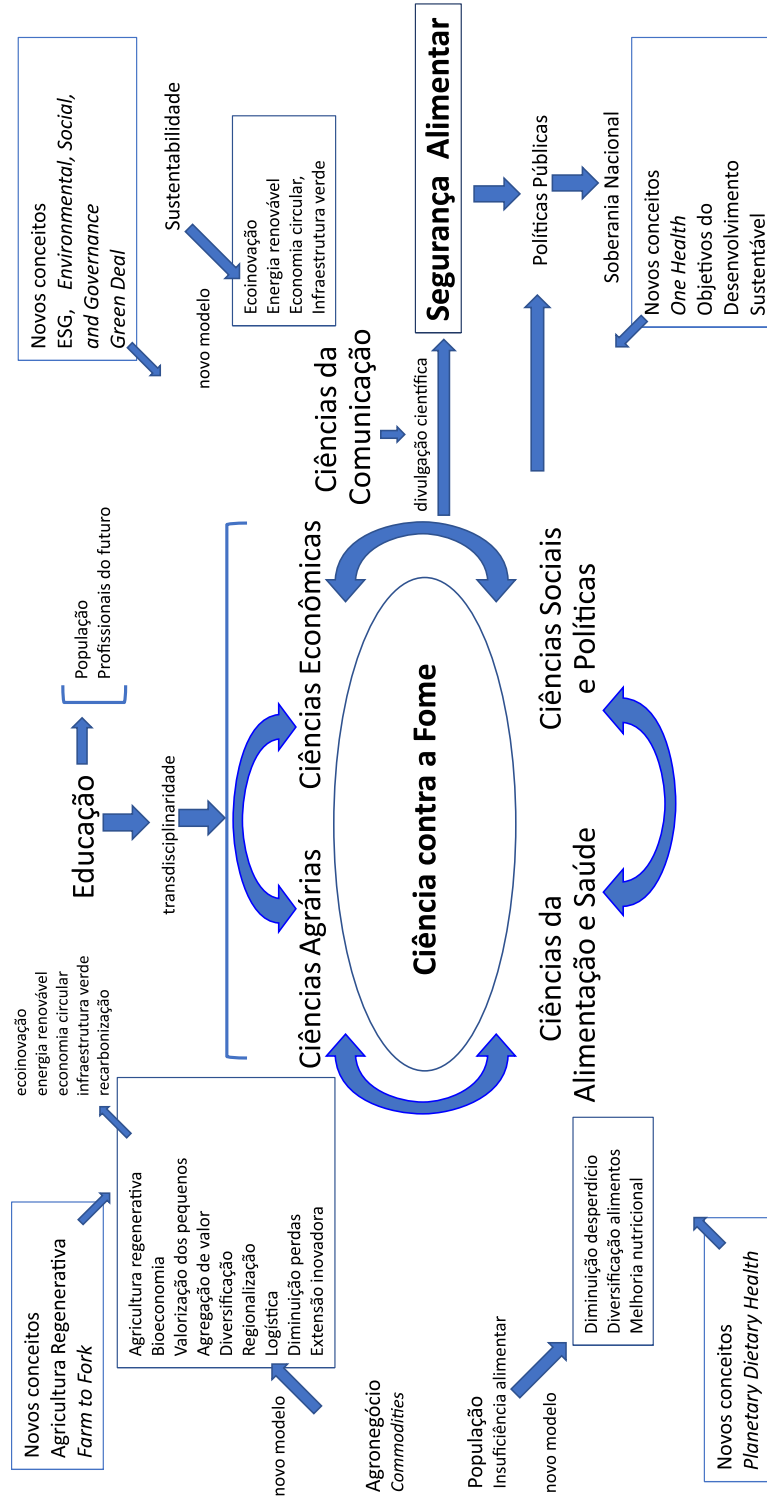 Novos conceitos
Agricultura Regenerativa
Farm to Fork
ecoinovação
energia renovável
economia circular
infraestrutura verde
recarbonização
Educação
População
Profissionais do futuro
transdisciplinaridade
Novos conceitos
ESG, Environmental, Social,
and Governance
Green Deal
novo modelo
Sustentabilidade
Ecoinovação
Energia renovável
Economia circular,
Infraestrutura verde
Agricultura regenerativa
Bioeconomia
Valorização dos pequenos
Agregação de valor
Diversificação
Regionalização
Logística
Diminuição perdas
Extensão inovadora
novo modelo
Agronegócio
Commodities
Ciências Agrárias
Ciências Econômicas
Ciência contra a Fome
Ciências da
Comunicação
divulgação científica
Segurança Alimentar
Políticas Públicas
Soberania Nacional
População
Insuficiência alimentar
novo modelo
Diminuição desperdício
Diversificação alimentos
Melhoria nutricional
Ciências da
Alimentação e Saúde
Ciências Sociais
e Políticas
Novos conceitos
Planetary Dietary Health
Novos conceitos
One Health
Objetivos do
Desenvolvimento
Sustentável